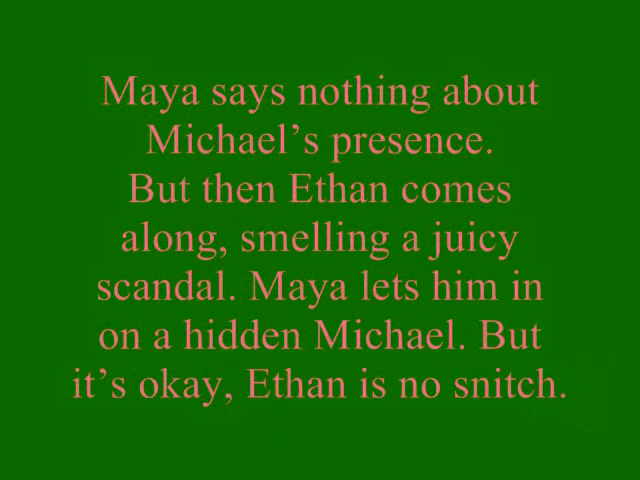 Maya says nothing about
Michael’s presence.
But then Ethan comes
along, smelling a juicy
scandal. Maya lets him in
on a hidden Michael. But
it’s okay, Ethan is no snitch.